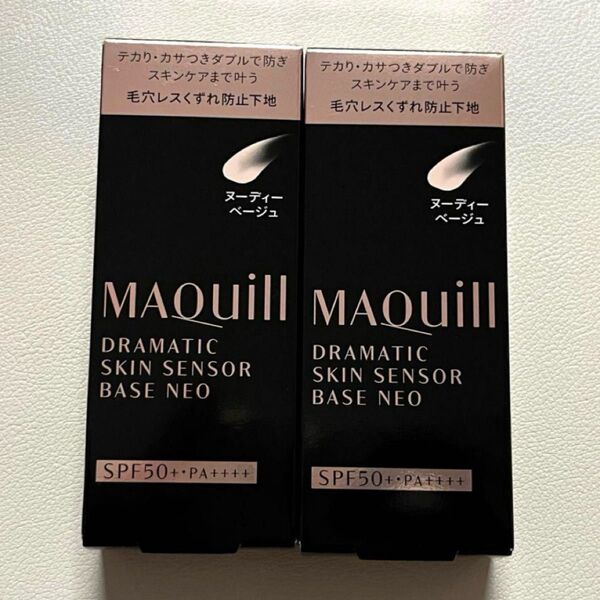 テカリ・カサつきダブルで防ぎ
スキンケアまで叶う
毛穴レスくずれ防止下地
ヌーディー
ベージュ
MAQuill
DRAMATIC
SKIN SENSOR
BASE NEO
SPF50+・PA++++
テカリ・カサつきダブルで防ぎ
スキンケアまで叶う
毛穴レスくずれ防止下地
ヌーディー
ベージュ
MAQuill
DRAMATIC
SKIN SENSOR
BASE NEO
SPF50+・PA++++